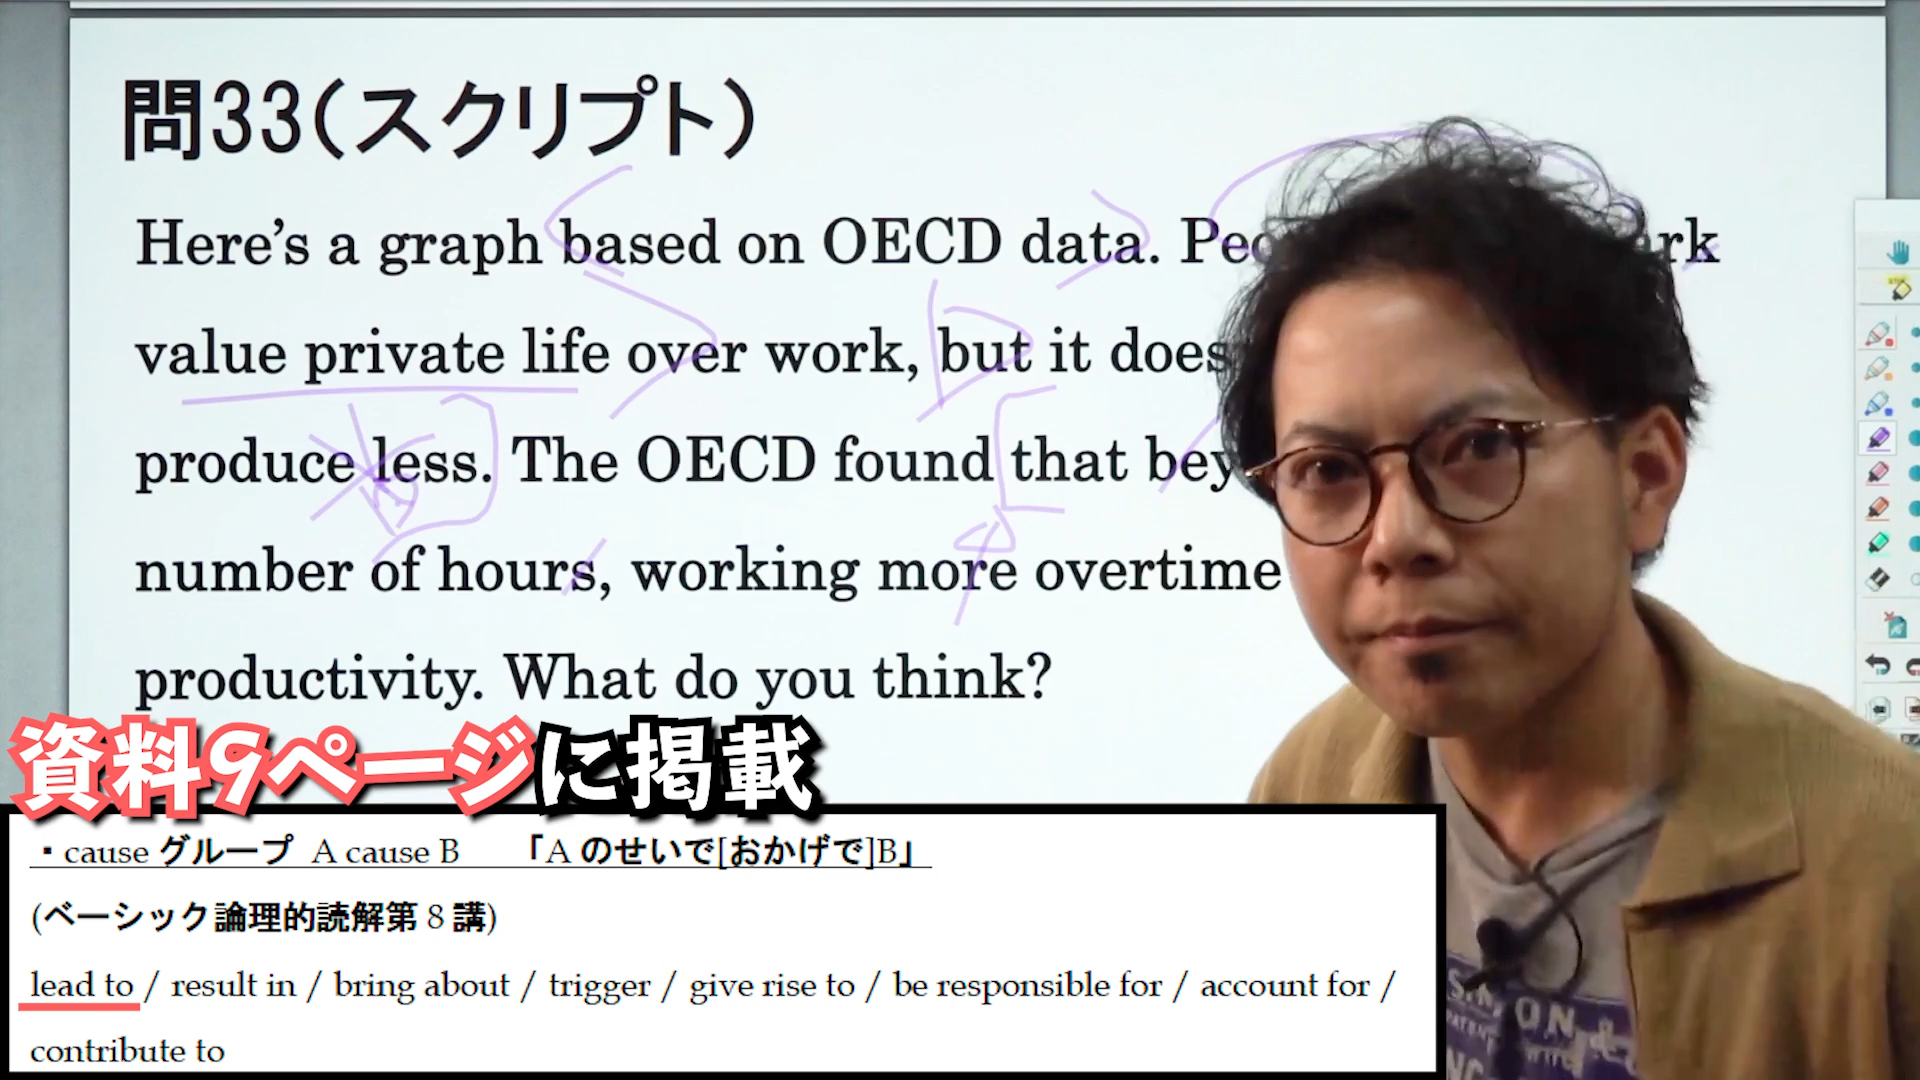 問33（スクリプト）
Here’s a graph based on OECD data. rk
value private life over work, but it does
produce less. The OECD found that
number of hours, working more overtime
productivity. What do you think?
資料9ページに掲載
・cause グループ A cause B 「A のせいで[おかげで]B」
(ベーシック論理的読解第 8 講)
lead to / result in / bring about / trigger / give rise to / be responsible for / account for /
contribute to